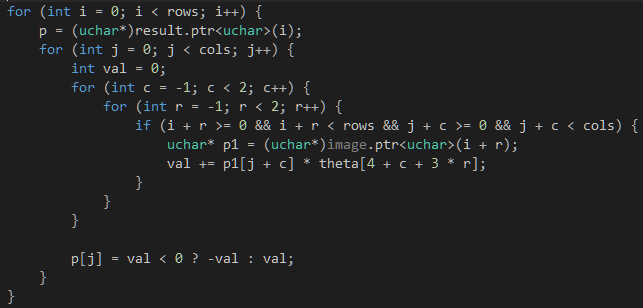 for (int i = 0; i < rows; i++) {
    p = (uchar*)result.ptr<uchar>(i);
    for (int j = 0; j < cols; j++) {
        int val = 0;
        for (int c = -1; c < 2; c++) {
            for (int r = -1; r < 2; r++) {
                if (i + r >= 0 && i + r < rows && j + c >= 0 && j + c < cols) {
                    uchar* p1 = (uchar*)image.ptr<uchar>(i + r);
                    val += p1[j + c] * theta[4 + c + 3 * r];
                }
            }
        }

        p[j] = val < 0 ? -val : val;
    }
}